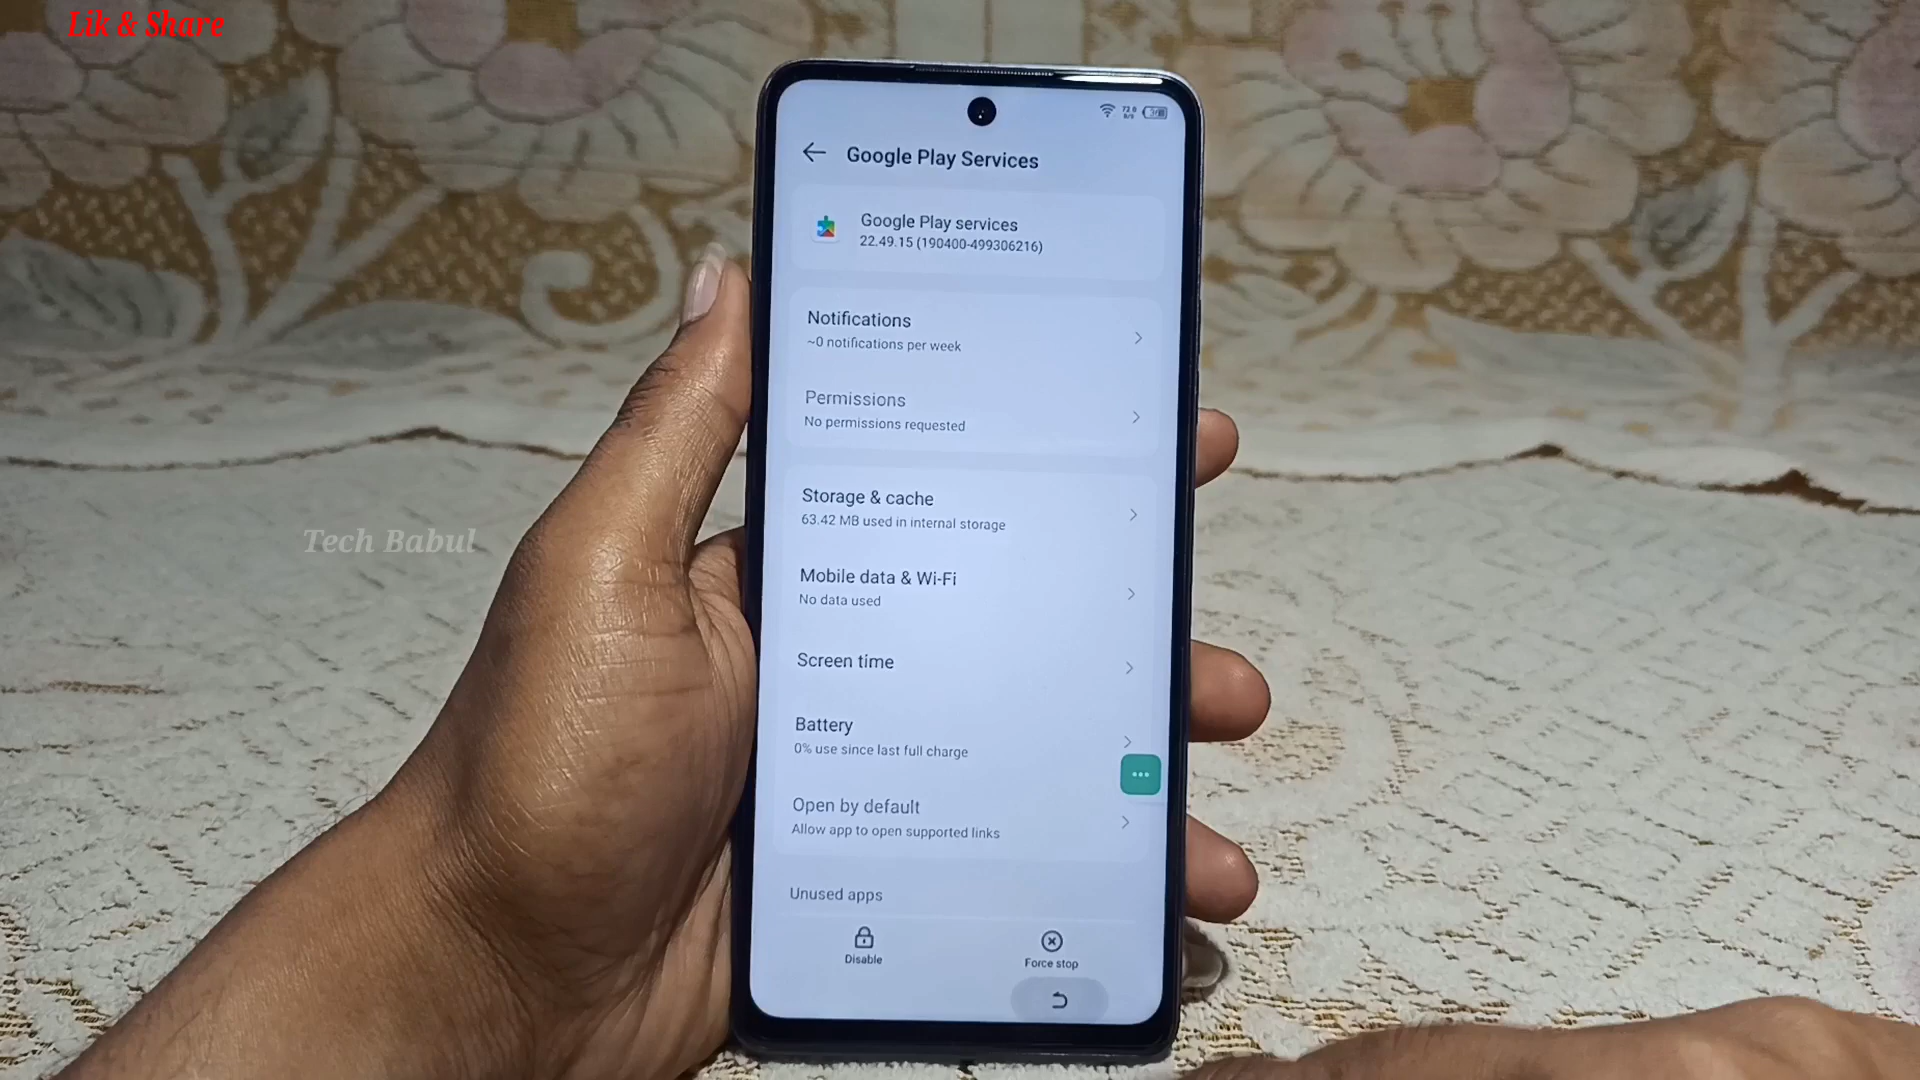 Lik & Share
Google Play Services
Google Play services
22.49.15 (190400-499306216)
Notifications
~0 notifications per week
Permissions
No permissions requested
Storage & cache
63.42 MB used in internal storage
Tech Babul
Mobile data & Wi-Fi
No data used
Screen time
Battery
0% use since last full charge
Open by default
Allow app to open supported links
Unused apps
Disable
Force stop